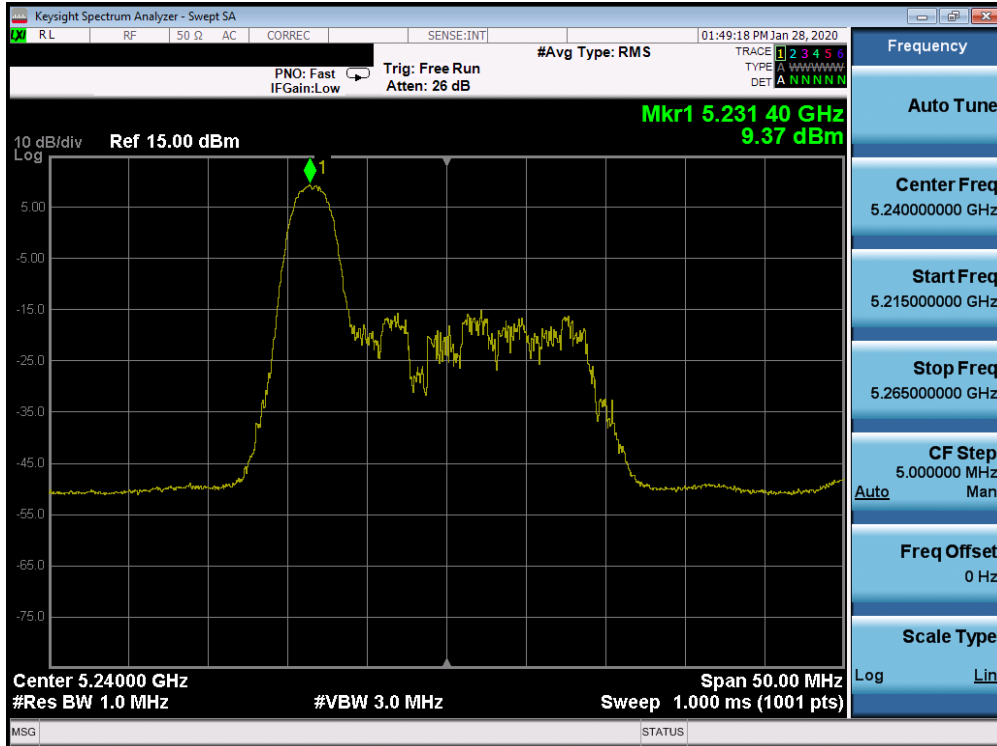 Keysight Spectrum Analyzer - Swept SA
LXI RL RF 50 Ω AC CORREC SENSE:INT 01:49:18 PM Jan 28, 2020
#Avg Type: RMS TRACE 1 2 3 4 5 6
PNO: Fast Trig: Free Run TYPE A WWWWW
IFGain:Low Atten: 26 dB DET A N N N N N
Mkr1 5.231 40 GHz
9.37 dBm
10 dB/div Ref 15.00 dBm
Log
1
5.00
-5.00
-15.0
-25.0
-35.0
-45.0
-55.0
-65.0
-75.0
Center 5.24000 GHz Span 50.00 MHz
#Res BW 1.0 MHz #VBW 3.0 MHz Sweep 1.000 ms (1001 pts)
MSG STATUS
Frequency
Auto Tune
Center Freq
5.240000000 GHz
Start Freq
5.215000000 GHz
Stop Freq
5.265000000 GHz
CF Step
5.000000 MHz
Auto Man
Freq Offset
0 Hz
Scale Type
Log Lin